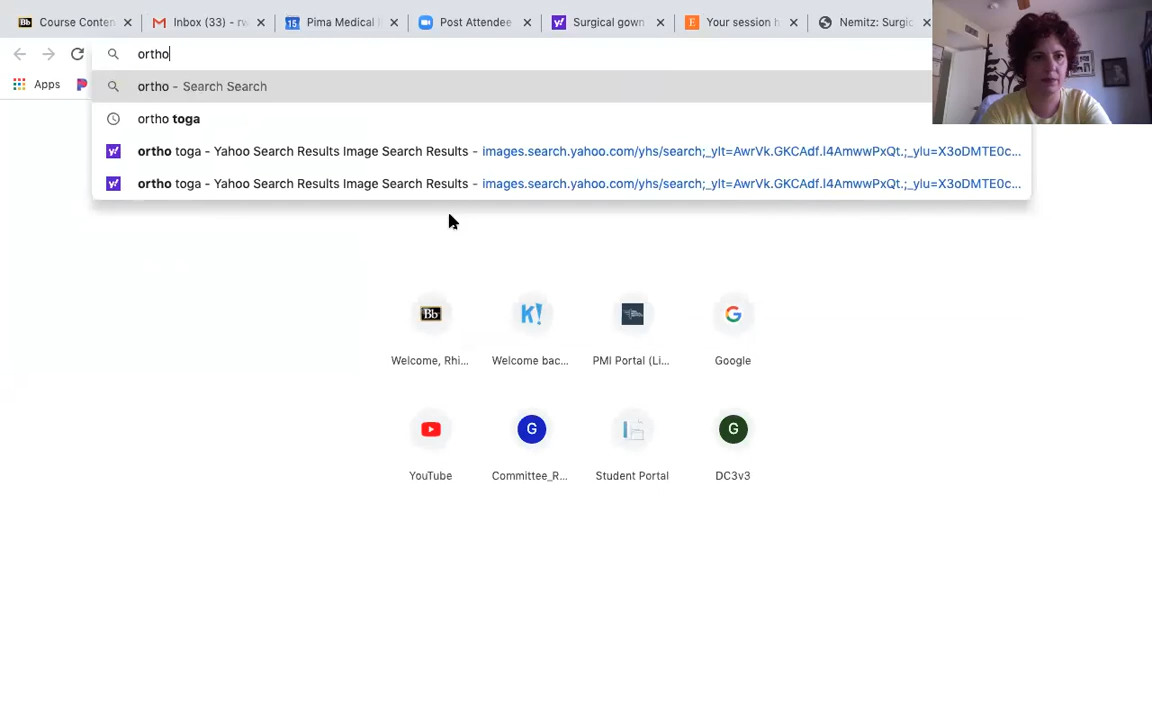 Course Conten
Inbox (33) - rw
15 Pima Medical I
Post Attendee
Surgical gown
E Your session h
Nemitz: Surgic
ortho
Apps
ortho - Search Search
ortho toga
ortho toga - Yahoo Search Results Image Search Results - images.search.yahoo.com/yhs/search;_ylt=AwrVk.GKCAdf.l4AmwwPxQt.;_ylu=X3oDMTE0c...
ortho toga - Yahoo Search Results Image Search Results - images.search.yahoo.com/yhs/search;_ylt=AwrVk.GKCAdf.l4AmwwPxQt.;_ylu=X3oDMTE0c...
Bb K! G
Welcome, Rhi... Welcome bac... PMI Portal (Li... Google
G G
YouTube Committee_R... Student Portal DC3v3